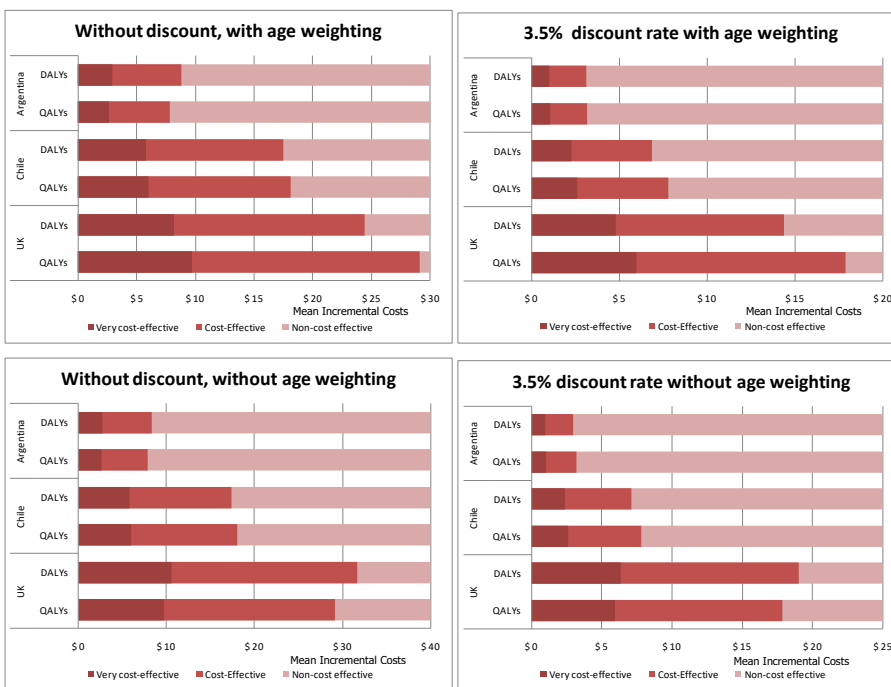 Without discount, with age weighting
Argentina
DALYs
QALYs
Chile
DALYs
QALYs
UK
DALYs
QALYs
$ 0 $ 5 $ 10 $ 15 $ 20 $ 25 $ 30
Mean Incremental Costs
Very cost-effective Cost-Effective Non-cost effective
3.5% discount rate with age weighting
Argentina
DALYs
QALYs
Chile
DALYs
QALYs
UK
DALYs
QALYs
$ 0 $ 5 $ 10 $ 15 $ 20
Mean Incremental Costs
Very cost-effective Cost-Effective Non-cost effective
Without discount, without age weighting
Argentina
DALYs
QALYs
Chile
DALYs
QALYs
UK
DALYs
QALYs
$ 0 $ 10 $ 20 $ 30 $ 40
Mean Incremental Costs
Very cost-effective Cost-Effective Non-cost effective
3.5% discount rate without age weighting
Argentina
DALYs
QALYs
Chile
DALYs
QALYs
UK
DALYs
QALYs
$ 0 $ 5 $ 10 $ 15 $ 20 $ 25
Mean Incremental Costs
Very cost-effective Cost-Effective Non-cost effective